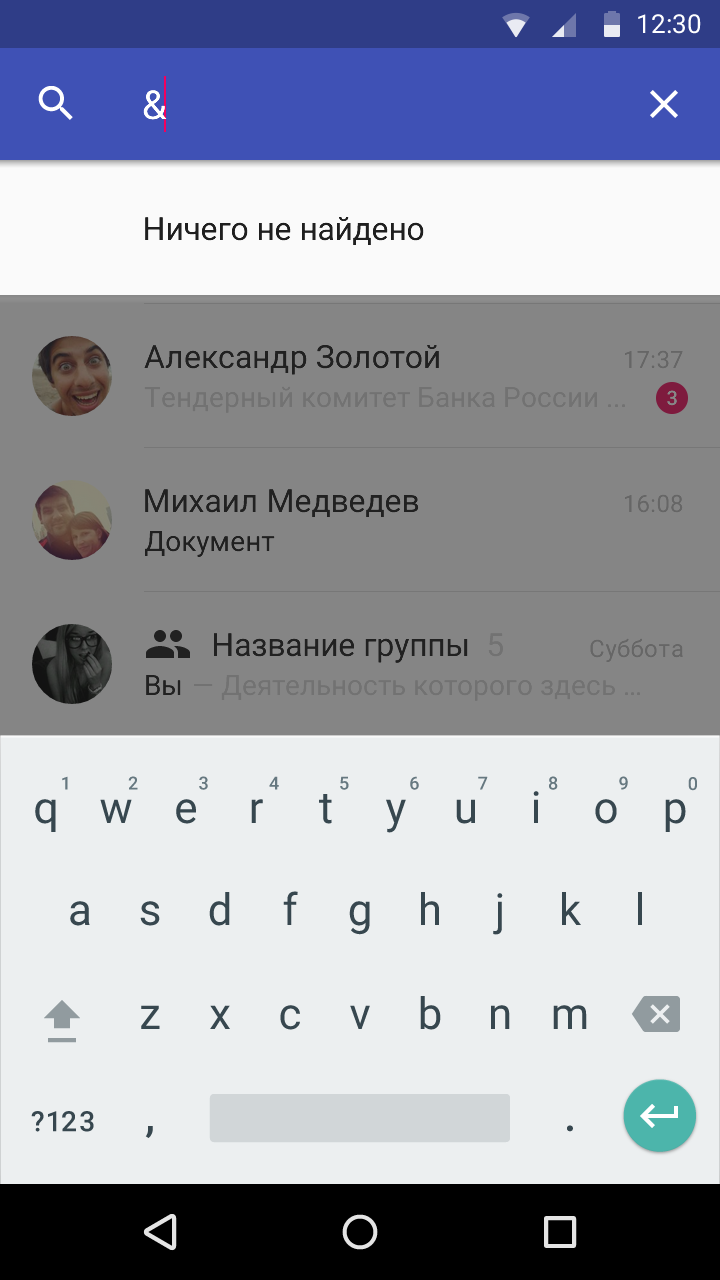 12:30
&
Ничего не найдено
Александр Золотой 17:37
Тендерный комитет Банка России ... 3
Михаил Медведев 16:08
Документ
Название группы 5 Суббота
Вы — Деятельность которого здесь ...
1 2 3 4 5 6 7 8 9 0
q w e r t y u i o p
a s d f g h j k l
z x c v b n m
?123 , .